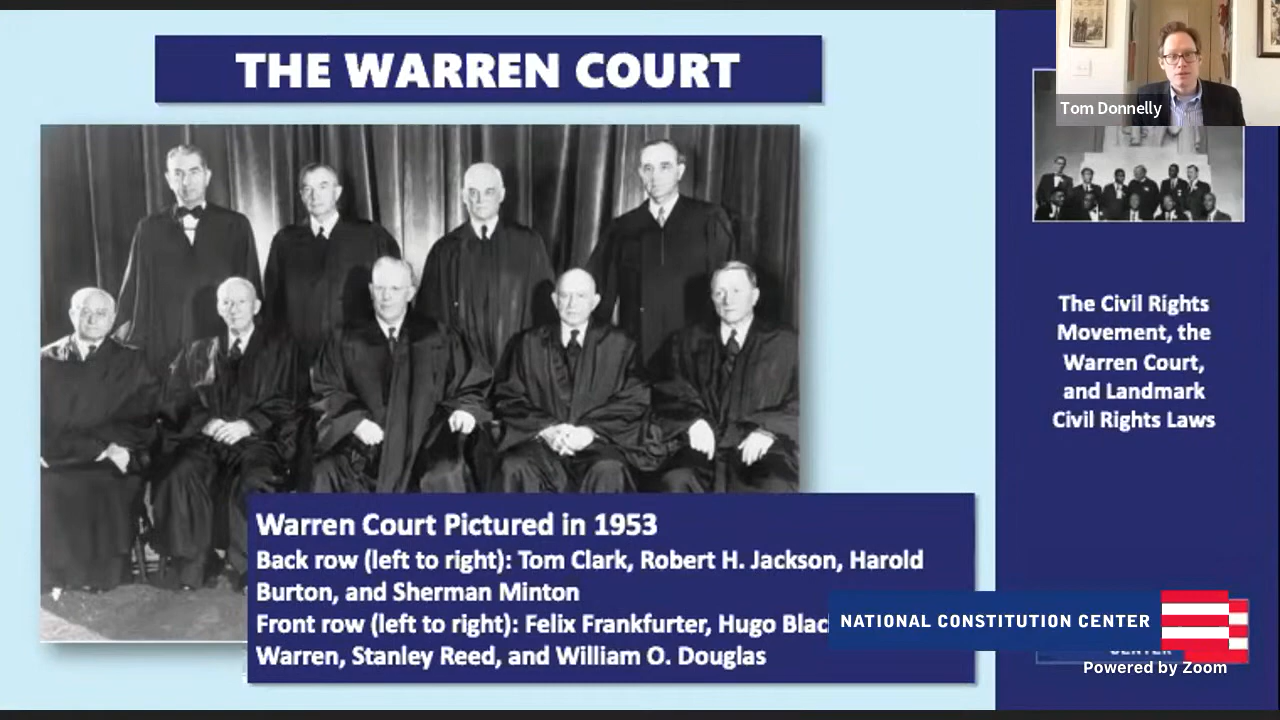 THE WARREN COURT
Tom Donnelly
The Civil Rights
Movement, the
Warren Court,
and Landmark
Civil Rights Laws
Warren Court Pictured in 1953
Back row (left to right): Tom Clark, Robert H. Jackson, Harold
Burton, and Sherman Minton
Front row (left to right): Felix Frankfurter, Hugo
Warren, Stanley Reed, and William O. Douglas
NATIONAL CONSTITUTION CENTER
Powered by Zoom